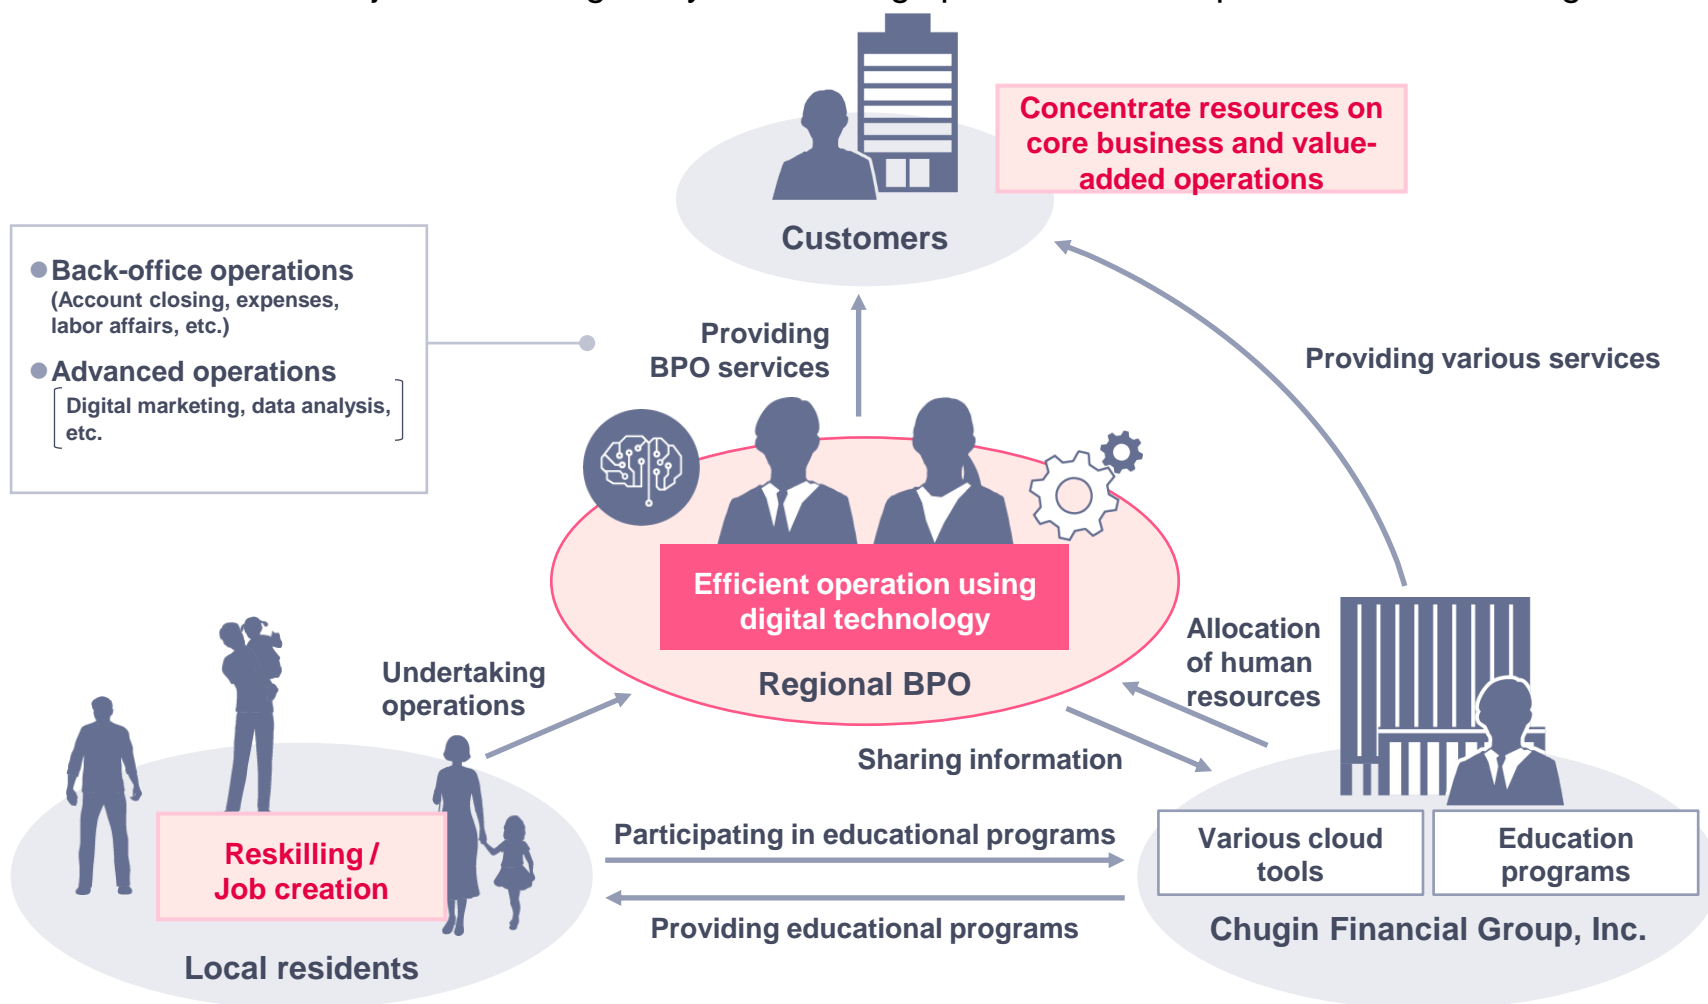 Concentrate resources on
core business and value-
added operations
Customers
Back-office operations
(Account closing, expenses,
labor affairs, etc.)
Advanced operations
Digital marketing, data analysis,
etc.
Providing
BPO services
Providing various services
Efficient operation using
digital technology
Regional BPO
Undertaking
operations
Allocation
of human
resources
Sharing information
Reskilling /
Job creation
Local residents
Participating in educational programs
Providing educational programs
Various cloud
tools
Education
programs
Chugin Financial Group, Inc.